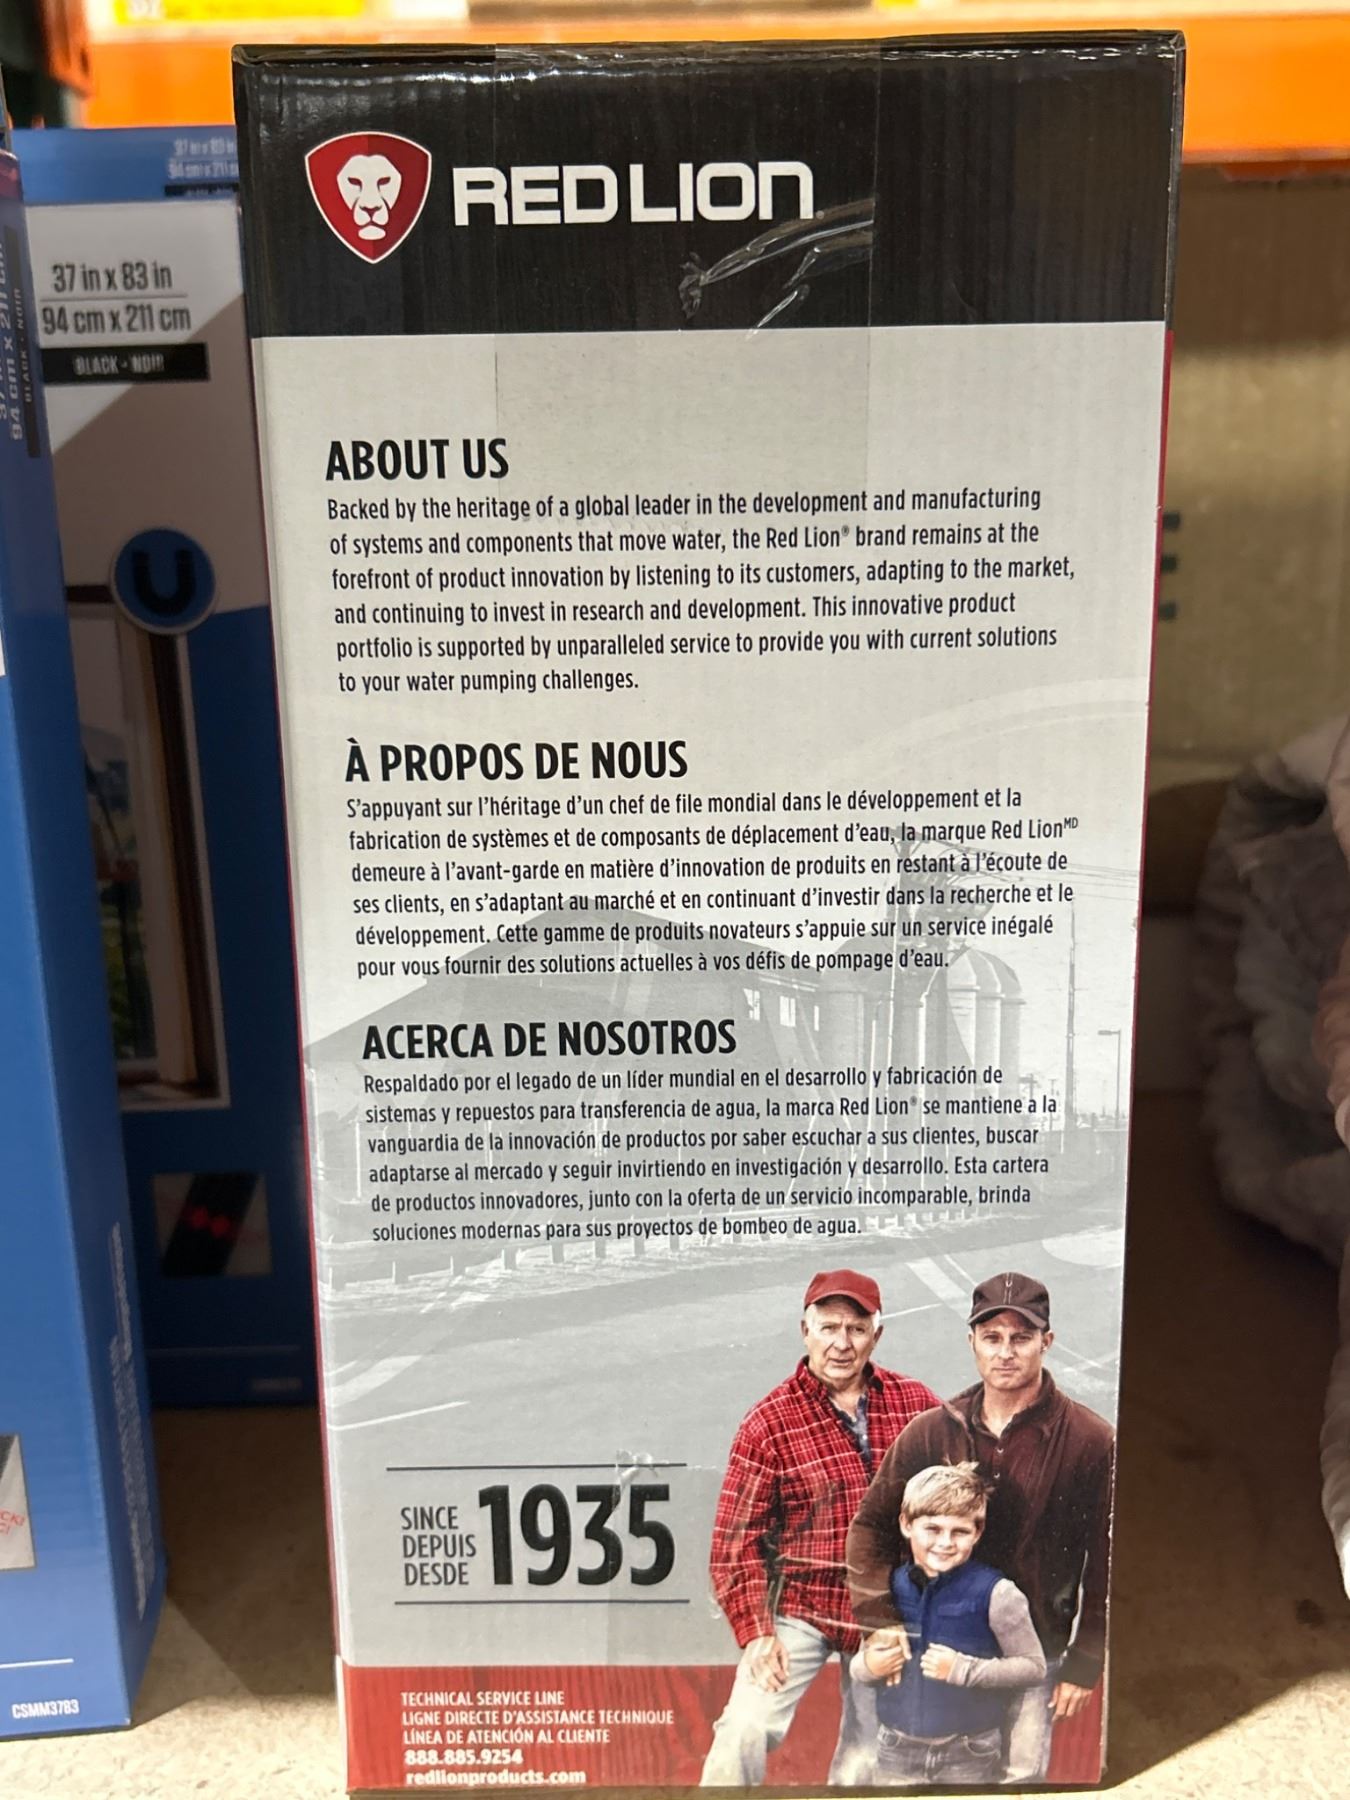 RED LION
37 in x 83 in
94 cm x 211 cm
BLACK - NOIR
U
ABOUT US
Backed by the heritage of a global leader in the development and manufacturing
of systems and components that move water, the Red Lion® brand remains at the
forefront of product innovation by listening to its customers, adapting to the market,
and continuing to invest in research and development. This innovative product
portfolio is supported by unparalleled service to provide you with current solutions
to your water pumping challenges.
À PROPOS DE NOUS
S'appuyant sur l'héritage d'un chef de file mondial dans le développement et la
fabrication de systèmes et de composants de déplacement d'eau, la marque Red Lionᴹᴰ
demeure à l'avant-garde en matière d'innovation de produits en restant à l'écoute de
ses clients, en s'adaptant au marché et en continuant d'investir dans la recherche et le
développement. Cette gamme de produits novateurs s'appuie sur un service inégalé
pour vous fournir des solutions actuelles à vos défis de pompage d'eau.
ACERCA DE NOSOTROS
Respaldado por el legado de un líder mundial en el desarrollo y fabricación de
sistemas y repuestos para transferencia de agua, la marca Red Lion® se mantiene a la
vanguardia de la innovación de productos por saber escuchar a sus clientes, buscar
adaptarse al mercado y seguir invirtiendo en investigación y desarrollo. Esta cartera
de productos innovadores, junto con la oferta de un servicio incomparable, brinda
soluciones modernas para sus proyectos de bombeo de agua.
SINCE
DEPUIS
DESDE
1935
TECHNICAL SERVICE LINE
LIGNE DIRECTE D'ASSISTANCE TECHNIQUE
LÍNEA DE ATENCIÓN AL CLIENTE
888.885.9254
redlionproducts.com
CSMM3783